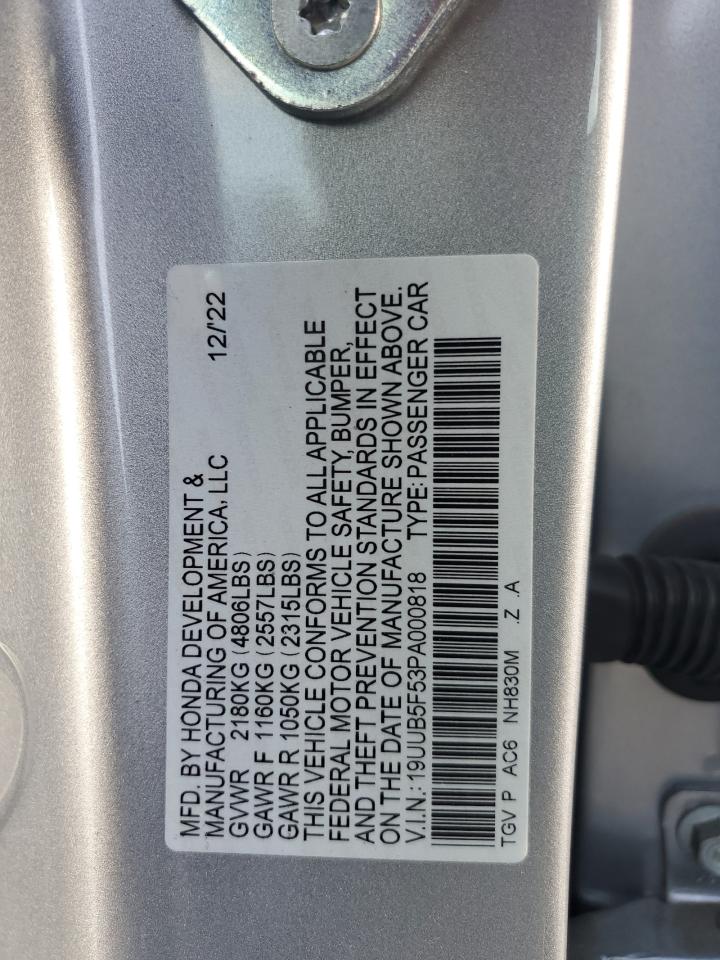 MFD. BY HONDA DEVELOPMENT &
MANUFACTURING OF AMERICA, LLC 12/'22
GVWR 2180KG (4806LBS)
GAWR F 1160KG (2557LBS)
GAWR R 1050KG (2315LBS)
THIS VEHICLE CONFORMS TO ALL APPLICABLE
FEDERAL MOTOR VEHICLE SAFETY, BUMPER,
AND THEFT PREVENTION STANDARDS IN EFFECT
ON THE DATE OF MANUFACTURE SHOWN ABOVE.
V.I.N.: 19UUB5F53PA000818 TYPE: PASSENGER CAR
TGV P AC6 NH830M .Z .A